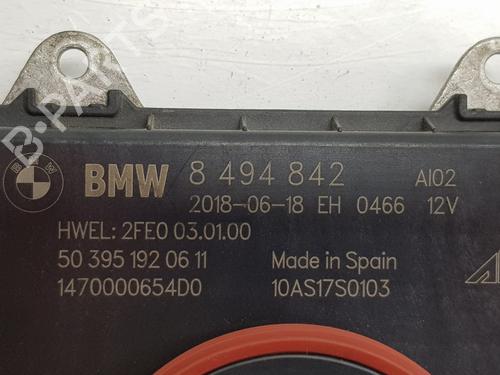 BMW 8 494 842 AI02
2018-06-18 EH 0466 12V
HWEL: 2FE0 03.01.00
50 395 192 06 11 Made in Spain
1470000654D0 10AS17S0103
B-PARTS